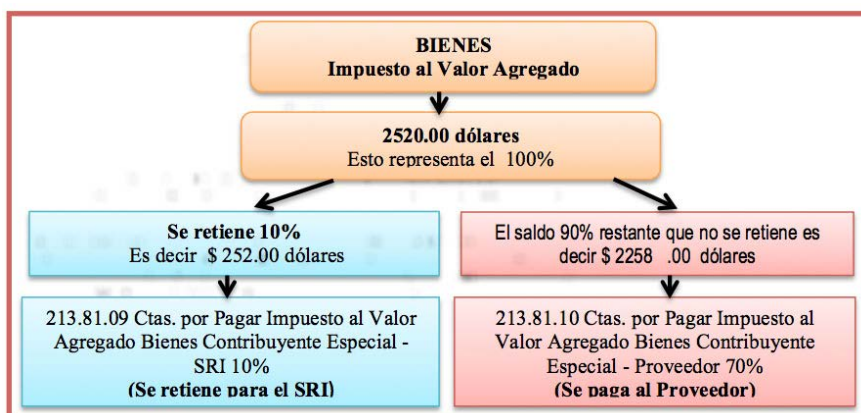 BIENES
Impuesto al Valor Agregado
2520.00 dólares
Esto representa el 100%
Se retiene 10%
Es decir $ 252.00 dólares
El saldo 90% restante que no se retiene es
decir $ 2258 .00 dólares
213.81.09 Ctas. por Pagar Impuesto al Valor
Agregado Bienes Contribuyente Especial -
SRI 10%
(Se retiene para el SRI)
213.81.10 Ctas. por Pagar Impuesto al
Valor Agregado Bienes Contribuyente
Especial - Proveedor 70%
(Se paga al Proveedor)